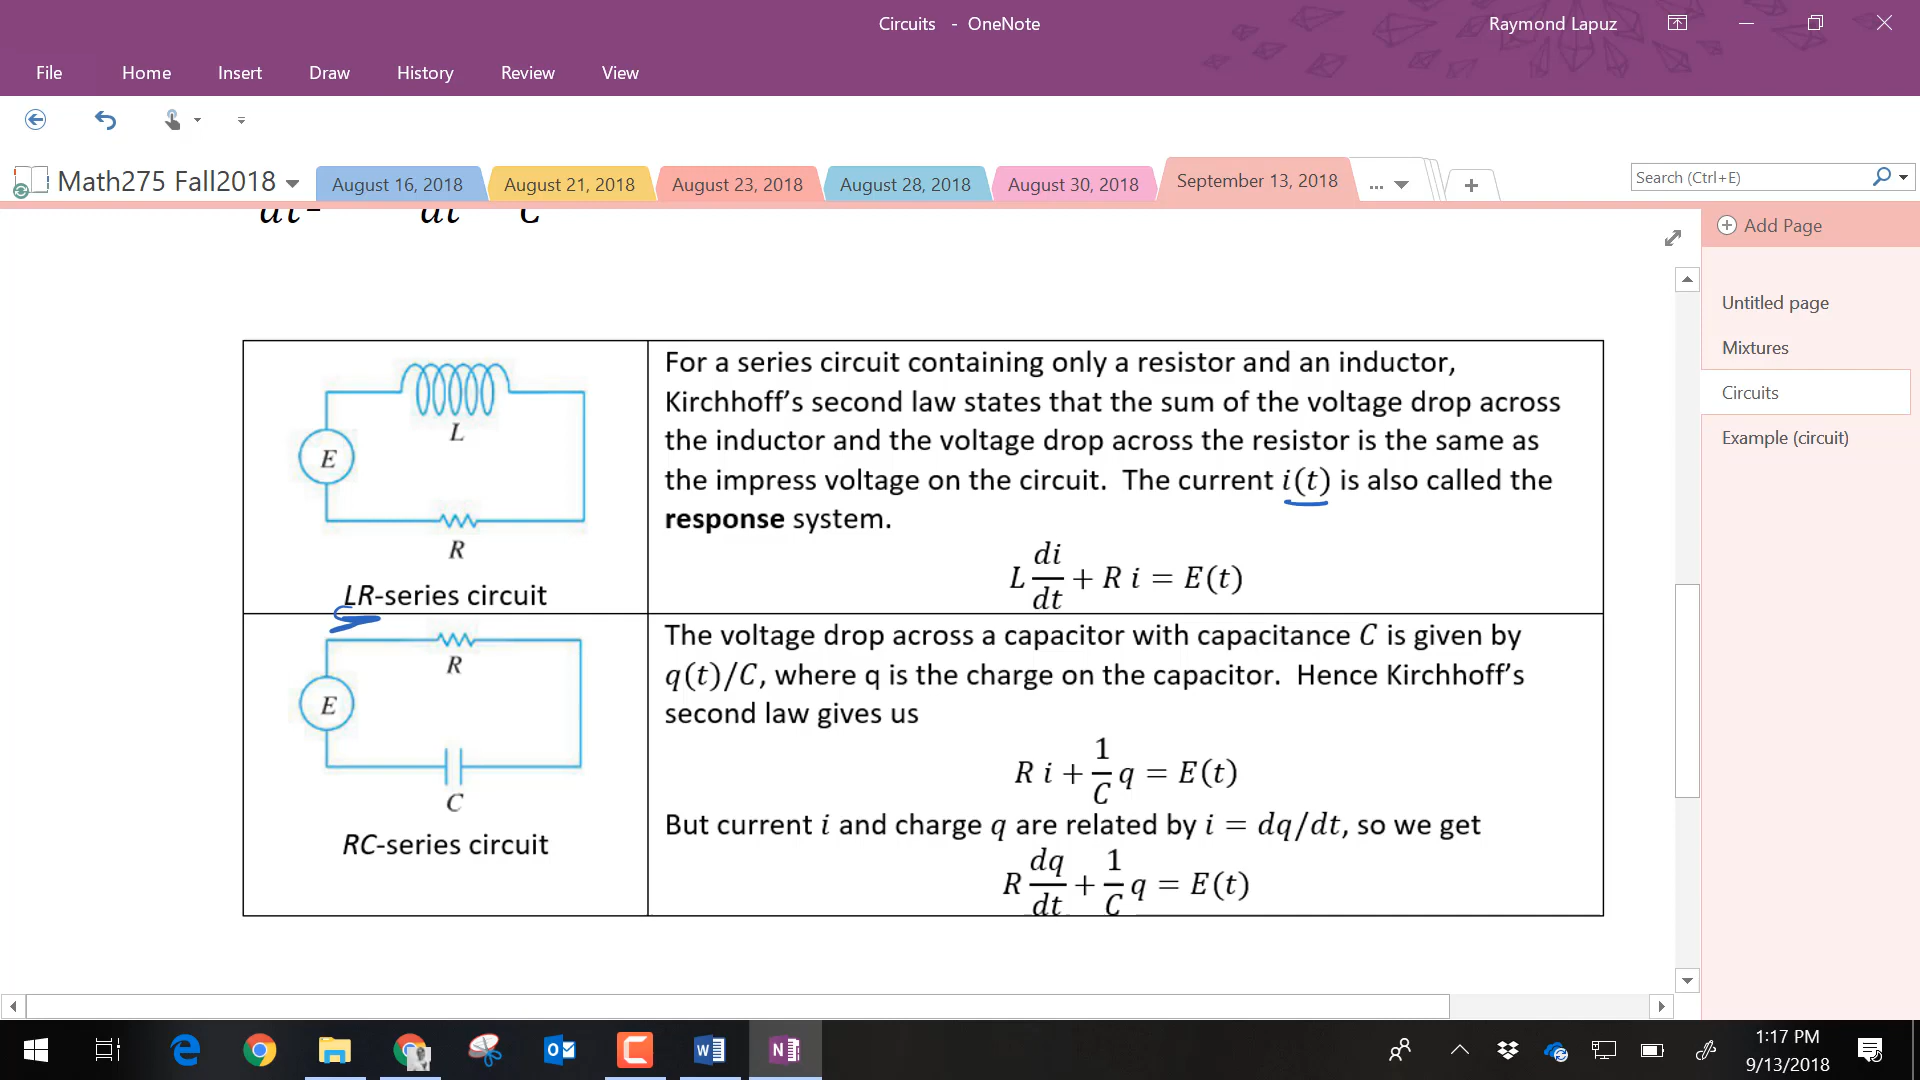 Circuits - OneNote
Raymond Lapuz
File Home Insert Draw History Review View
Math275 Fall2018
August 16, 2018 August 21, 2018 August 23, 2018 August 28, 2018 August 30, 2018 September 13, 2018 ...
Search (Ctrl+E)
Add Page
Untitled page
Mixtures
Circuits
Example (circuit)
L
E
R
LR-series circuit
For a series circuit containing only a resistor and an inductor,
Kirchhoff's second law states that the sum of the voltage drop across
the inductor and the voltage drop across the resistor is the same as
the impress voltage on the circuit. The current i(t) is also called the
response system.
L di/dt + R i = E(t)
R
E
C
RC-series circuit
The voltage drop across a capacitor with capacitance C is given by
q(t)/C, where q is the charge on the capacitor. Hence Kirchhoff's
second law gives us
R i + 1/C q = E(t)
But current i and charge q are related by i = dq/dt, so we get
R dq/dt + 1/C q = E(t)
1:17 PM
9/13/2018